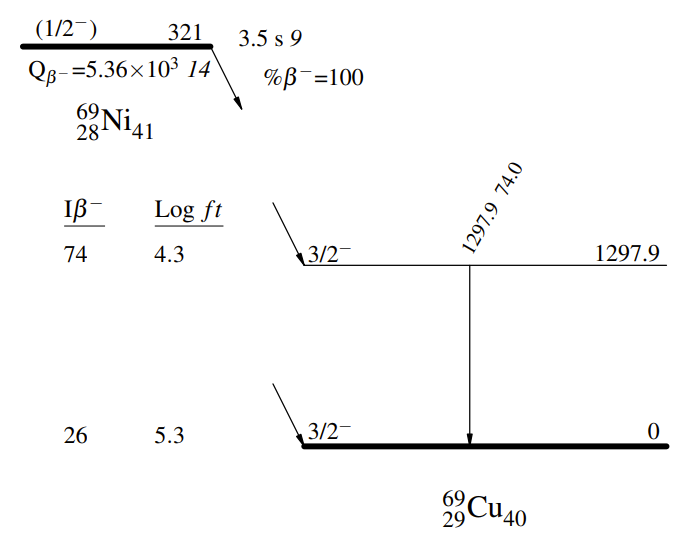 (1/2⁻) 321 3.5 s 9
Qβ⁻=5.36×10³ 14 %β⁻=100
⁶⁹₂₈Ni₄₁
1297.9 74.0
Iβ⁻ Log ft
74 4.3 3/2⁻ 1297.9
26 5.3 3/2⁻ 0
⁶⁹₂₉Cu₄₀